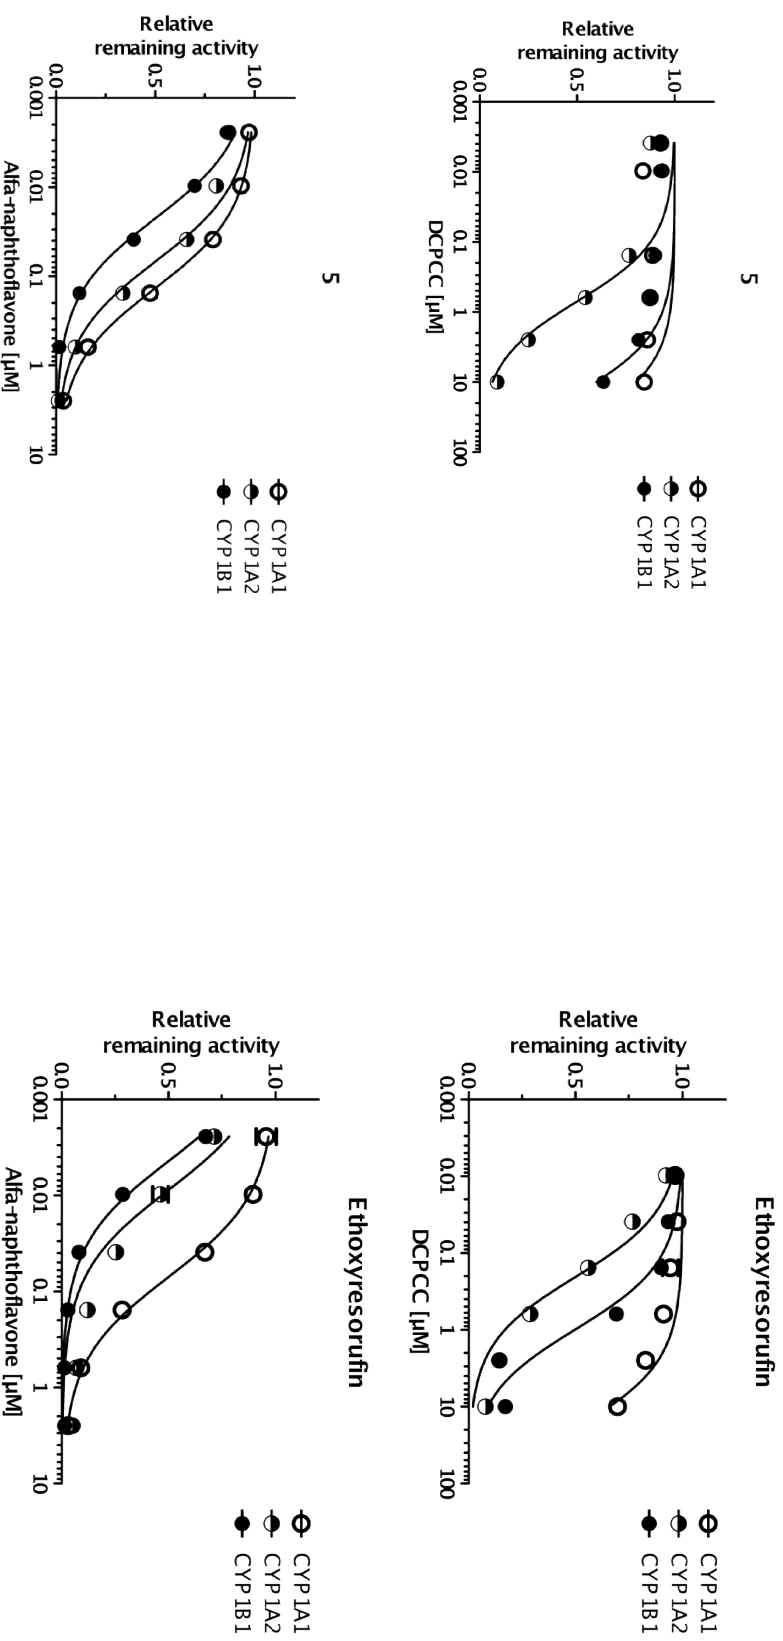 5
Relative
remaining activity
1.0
0.5
0.0
0.001
0.01
0.1
1
10
100
DCPCC [µM]
CYP1A1
CYP1A2
CYP1B1
Ethoxyresorufin
Relative
remaining activity
1.0
0.5
0.0
0.001
0.01
0.1
1
10
100
DCPCC [µM]
CYP1A1
CYP1A2
CYP1B1
5
Relative
remaining activity
1.0
0.5
0.0
0.001
0.01
0.1
1
10
Alfa-naphthoflavone [µM]
CYP1A1
CYP1A2
CYP1B1
Ethoxyresorufin
Relative
remaining activity
1.0
0.5
0.0
0.001
0.01
0.1
1
10
Alfa-naphthoflavone [µM]
CYP1A1
CYP1A2
CYP1B1